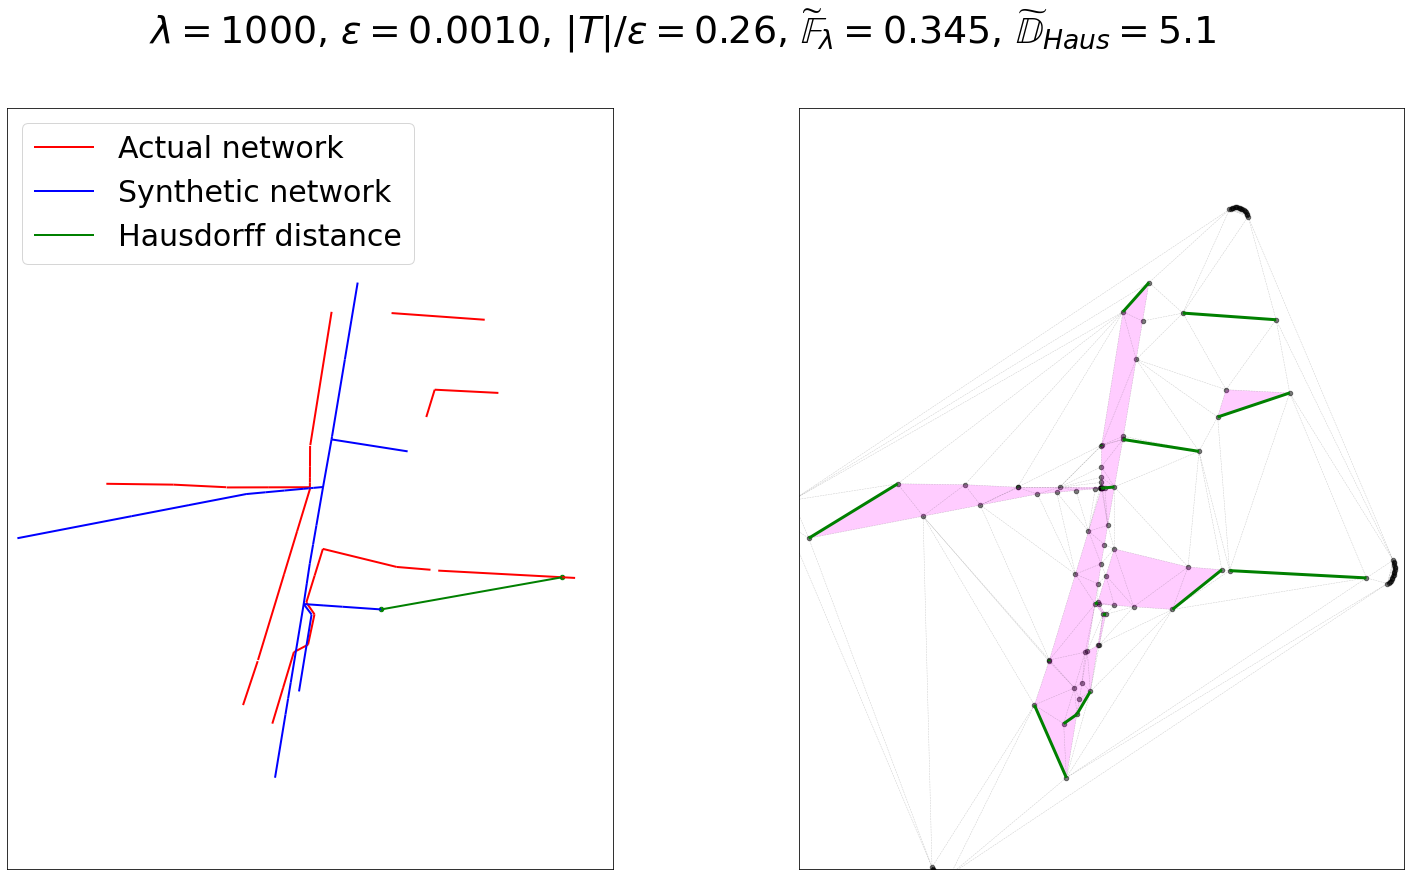 λ = 1000, ε = 0.0010, |T|/ε = 0.26, 𝔽̃_λ = 0.345, 𝔻̃_Haus = 5.1
Actual network
Synthetic network
Hausdorff distance